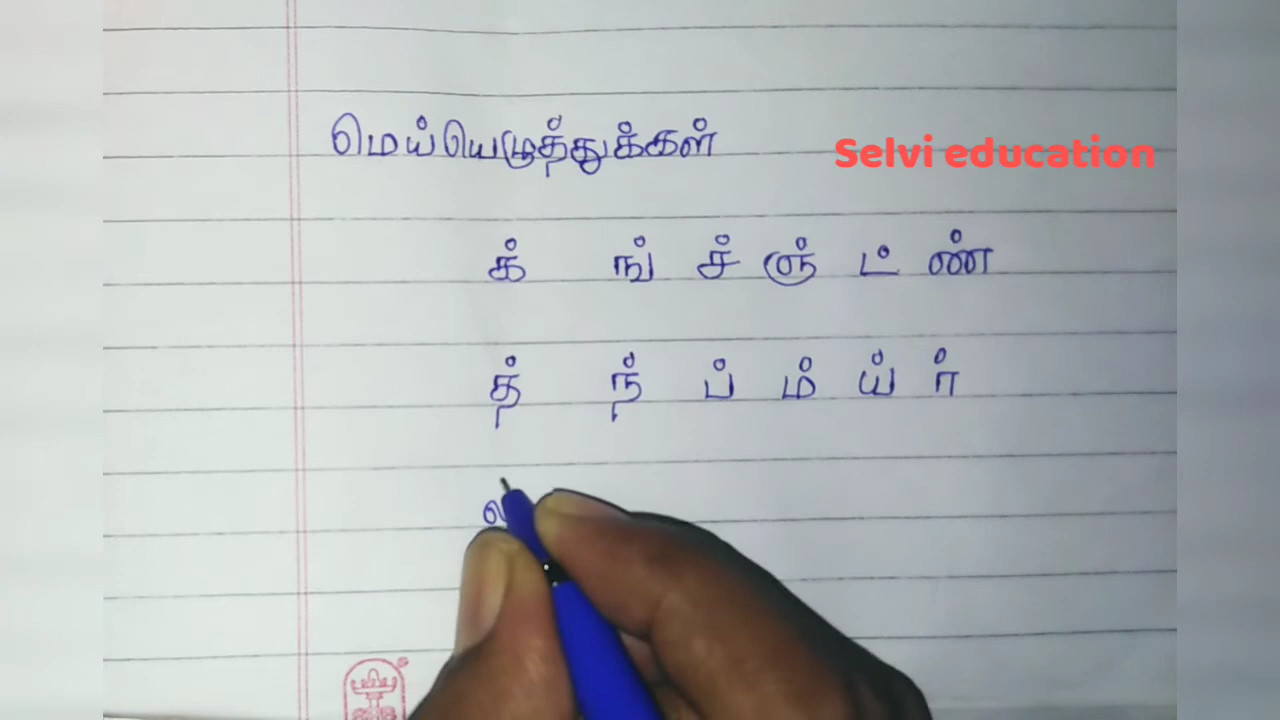 மெய்யெழுத்துக்கள்
Selvi education
க் ங் ச் ஞ் ட் ண்
த் ந் ப் ம் ய் ர்